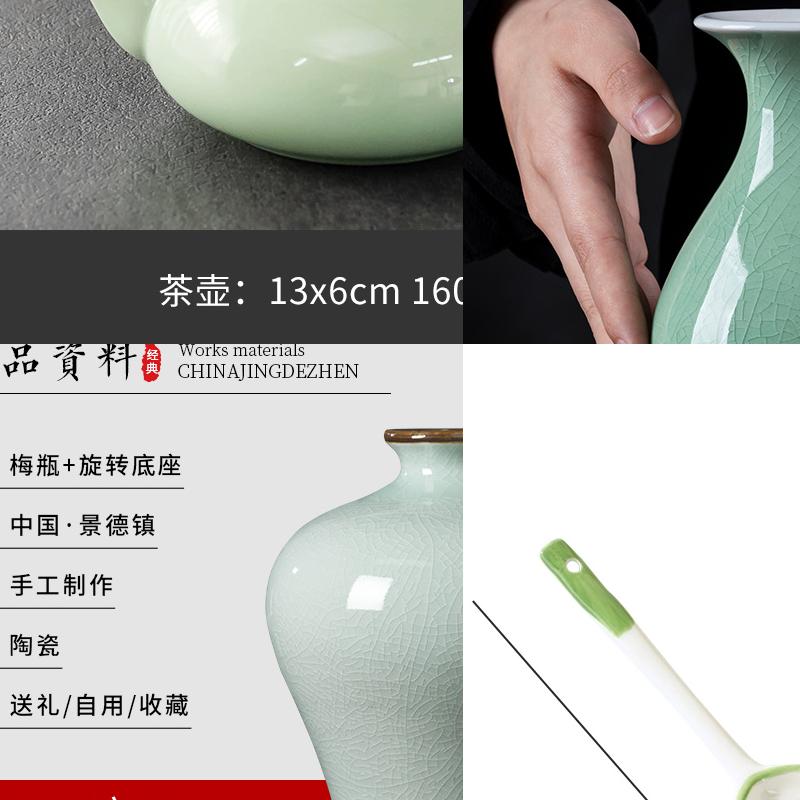 茶壶：13x6cm 160
品資料
经典
Works materials
CHINAJINGDEZHEN
梅瓶+旋转底座
中国·景德镇
手工制作
陶瓷
送礼/自用/收藏